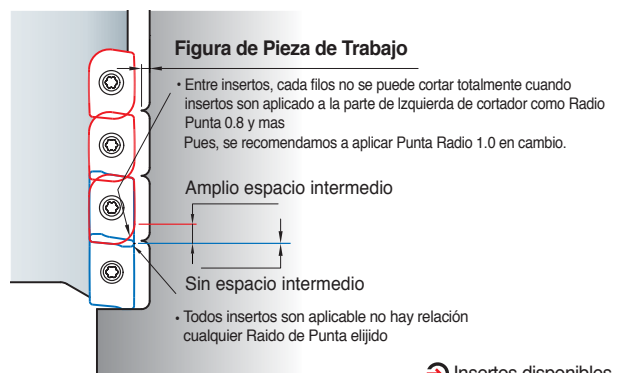 Figura de Pieza de Trabajo
• Entre insertos, cada filos no se puede cortar totalmente cuando
insertos son aplicado a la parte de Izquierda de cortador como Radio
Punta 0.8 y mas
Pues, se recomendamos a aplicar Punta Radio 1.0 en cambio.
Amplio espacio intermedio
Sin espacio intermedio
• Todos insertos son aplicable no hay relación
cualquier Raido de Punta elijido
Insertos disponibles